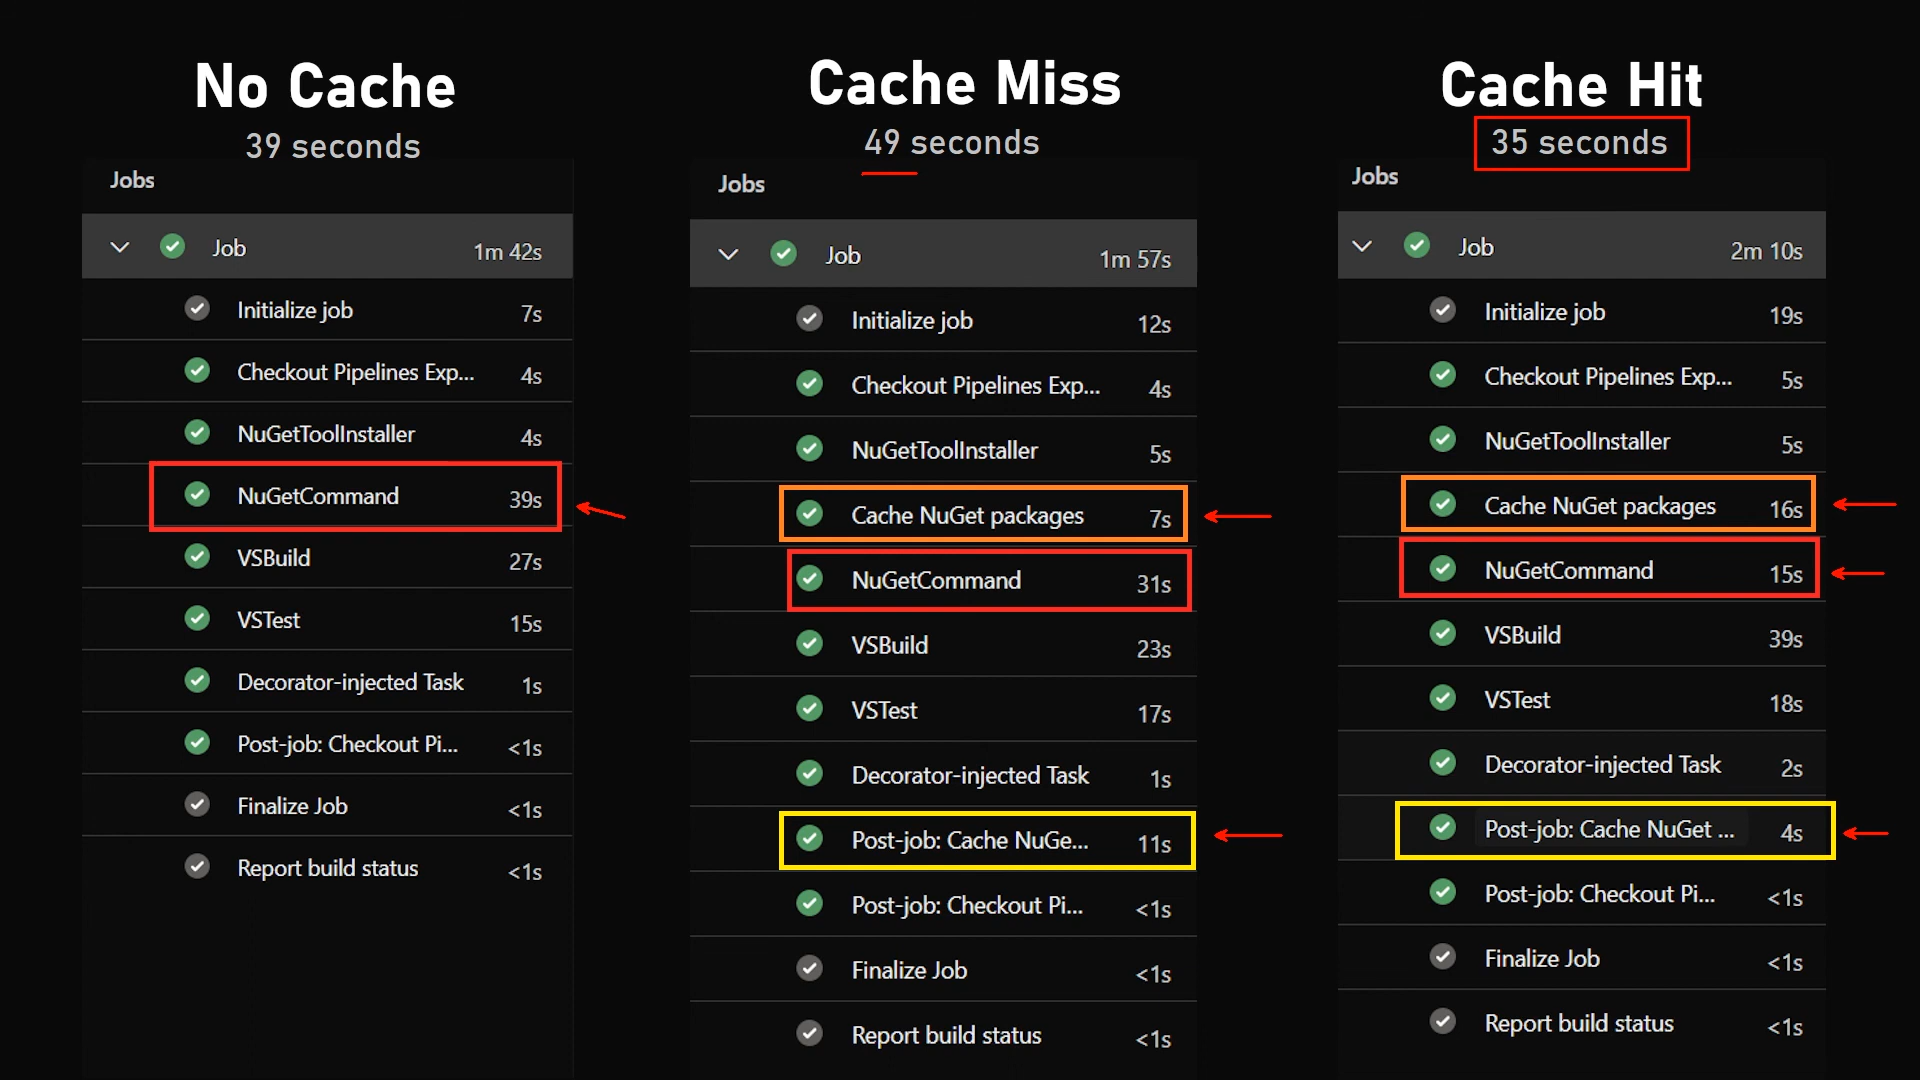 No Cache
39 seconds
Jobs
Job 1m 42s
Initialize job 7s
Checkout Pipelines Exp... 4s
NuGetToolInstaller 4s
NuGetCommand 39s
VSBuild 27s
VSTest 15s
Decorator-injected Task 1s
Post-job: Checkout Pi... <1s
Finalize Job <1s
Report build status <1s
Cache Miss
49 seconds
Jobs
Job 1m 57s
Initialize job 12s
Checkout Pipelines Exp... 4s
NuGetToolInstaller 5s
Cache NuGet packages 7s
NuGetCommand 31s
VSBuild 23s
VSTest 17s
Decorator-injected Task 1s
Post-job: Cache NuGe... 11s
Post-job: Checkout Pi... <1s
Finalize Job <1s
Report build status <1s
Cache Hit
35 seconds
Jobs
Job 2m 10s
Initialize job 19s
Checkout Pipelines Exp... 5s
NuGetToolInstaller 5s
Cache NuGet packages 16s
NuGetCommand 15s
VSBuild 39s
VSTest 18s
Decorator-injected Task 2s
Post-job: Cache NuGet ... 4s
Post-job: Checkout Pi... <1s
Finalize Job <1s
Report build status <1s